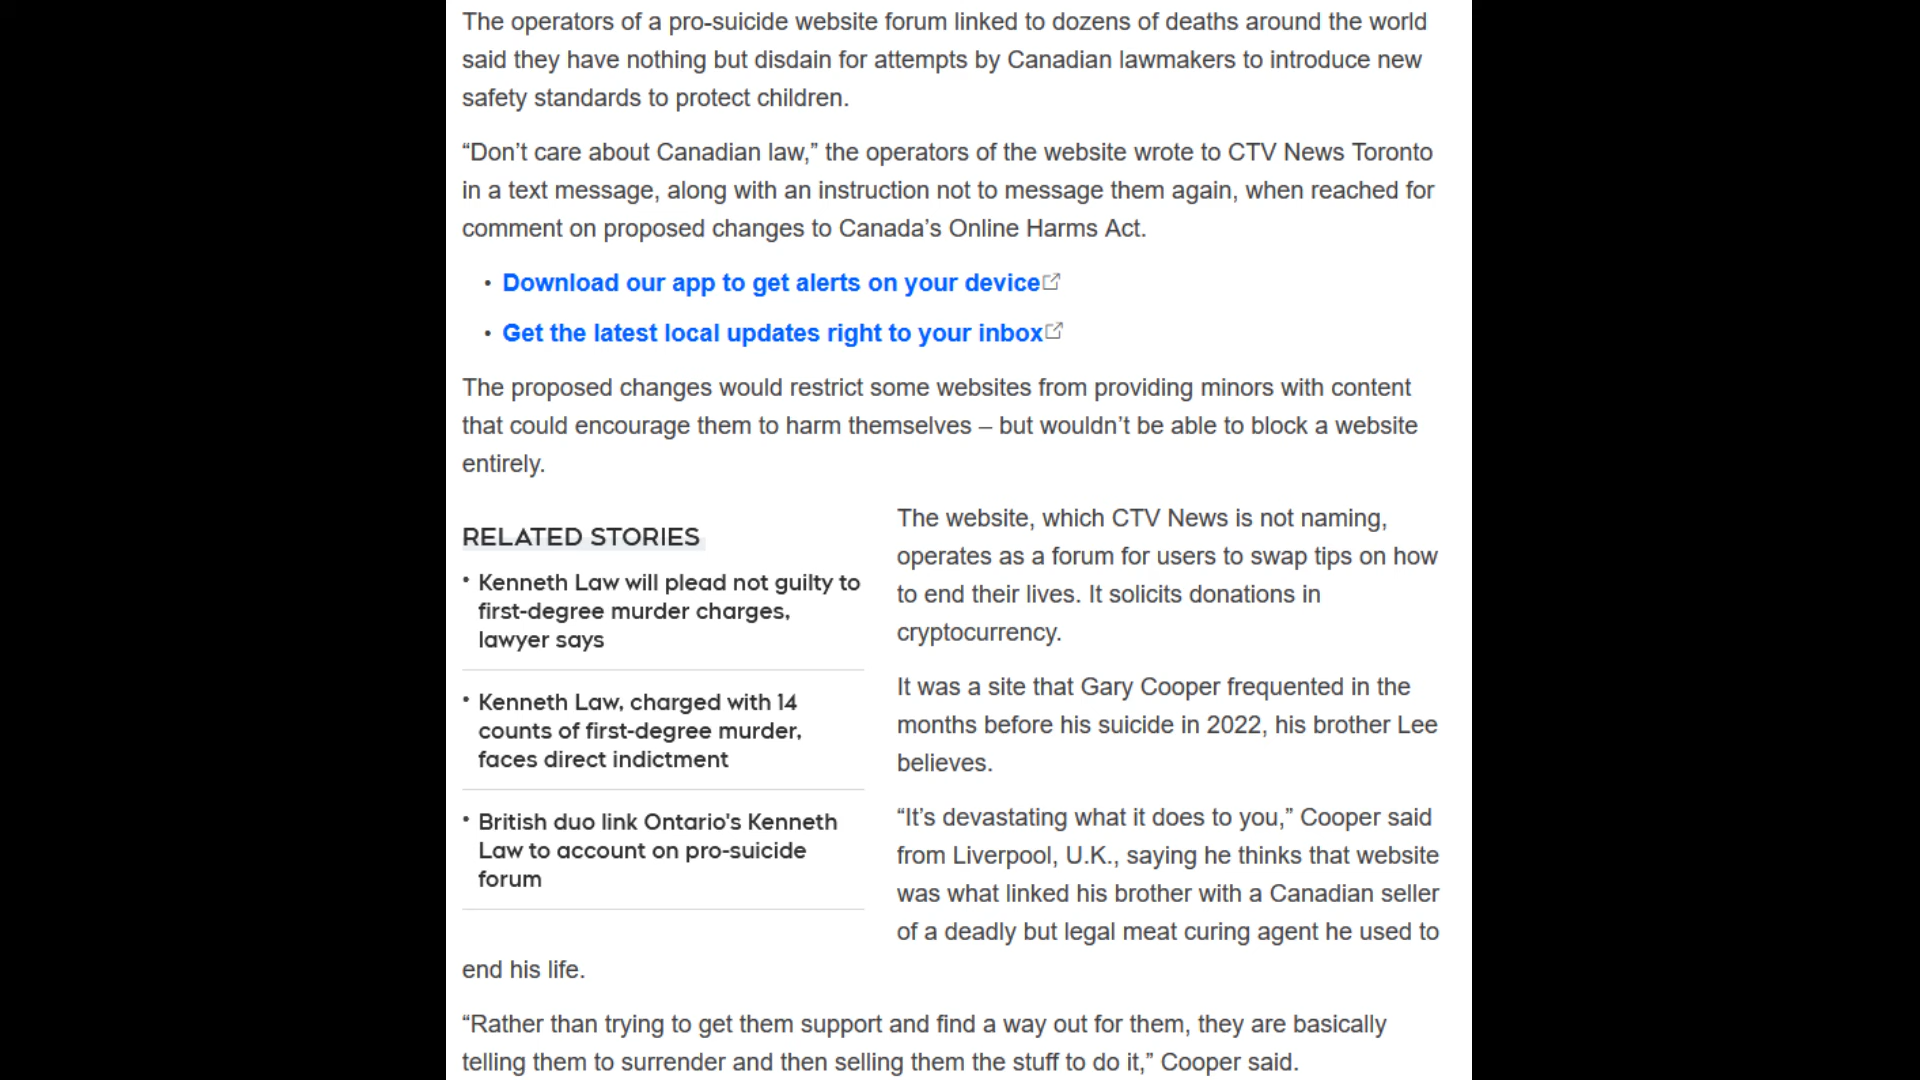 The operators of a pro-suicide website forum linked to dozens of deaths around the world
said they have nothing but disdain for attempts by Canadian lawmakers to introduce new
safety standards to protect children.
“Don’t care about Canadian law,” the operators of the website wrote to CTV News Toronto
in a text message, along with an instruction not to message them again, when reached for
comment on proposed changes to Canada’s Online Harms Act.
• Download our app to get alerts on your device
• Get the latest local updates right to your inbox
The proposed changes would restrict some websites from providing minors with content
that could encourage them to harm themselves – but wouldn’t be able to block a website
entirely.
RELATED STORIES
• Kenneth Law will plead not guilty to
first-degree murder charges,
lawyer says
• Kenneth Law, charged with 14
counts of first-degree murder,
faces direct indictment
• British duo link Ontario's Kenneth
Law to account on pro-suicide
forum
The website, which CTV News is not naming,
operates as a forum for users to swap tips on how
to end their lives. It solicits donations in
cryptocurrency.
It was a site that Gary Cooper frequented in the
months before his suicide in 2022, his brother Lee
believes.
“It’s devastating what it does to you,” Cooper said
from Liverpool, U.K., saying he thinks that website
was what linked his brother with a Canadian seller
of a deadly but legal meat curing agent he used to
end his life.
“Rather than trying to get them support and find a way out for them, they are basically
telling them to surrender and then selling them the stuff to do it,” Cooper said.